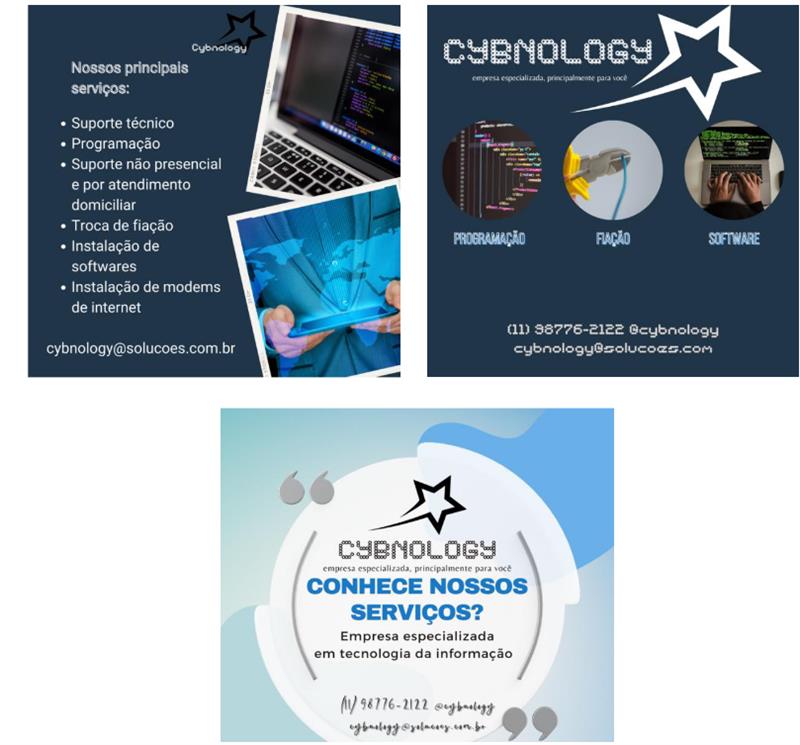 Cybnology
Nossos principais
serviços:
• Suporte técnico
• Programação
• Suporte não presencial
e por atendimento
domiciliar
• Troca de fiação
• Instalação de
softwares
• Instalação de modems
de internet
cybnology@solucoes.com.br
CYBNOLOGY
empresa especializada, principalmente para você
PROGRAMAÇÃO FIAÇÃO SOFTWARE
(11) 98776-2122 @cybnology
cybnology@solucoes.com
CYBNOLOGY
empresa especializada, principalmente para você
CONHECE NOSSOS
SERVIÇOS?
Empresa especializada
em tecnologia da informação
(11) 98776-2122 @cybnology
cybnology@solucoes.com.br